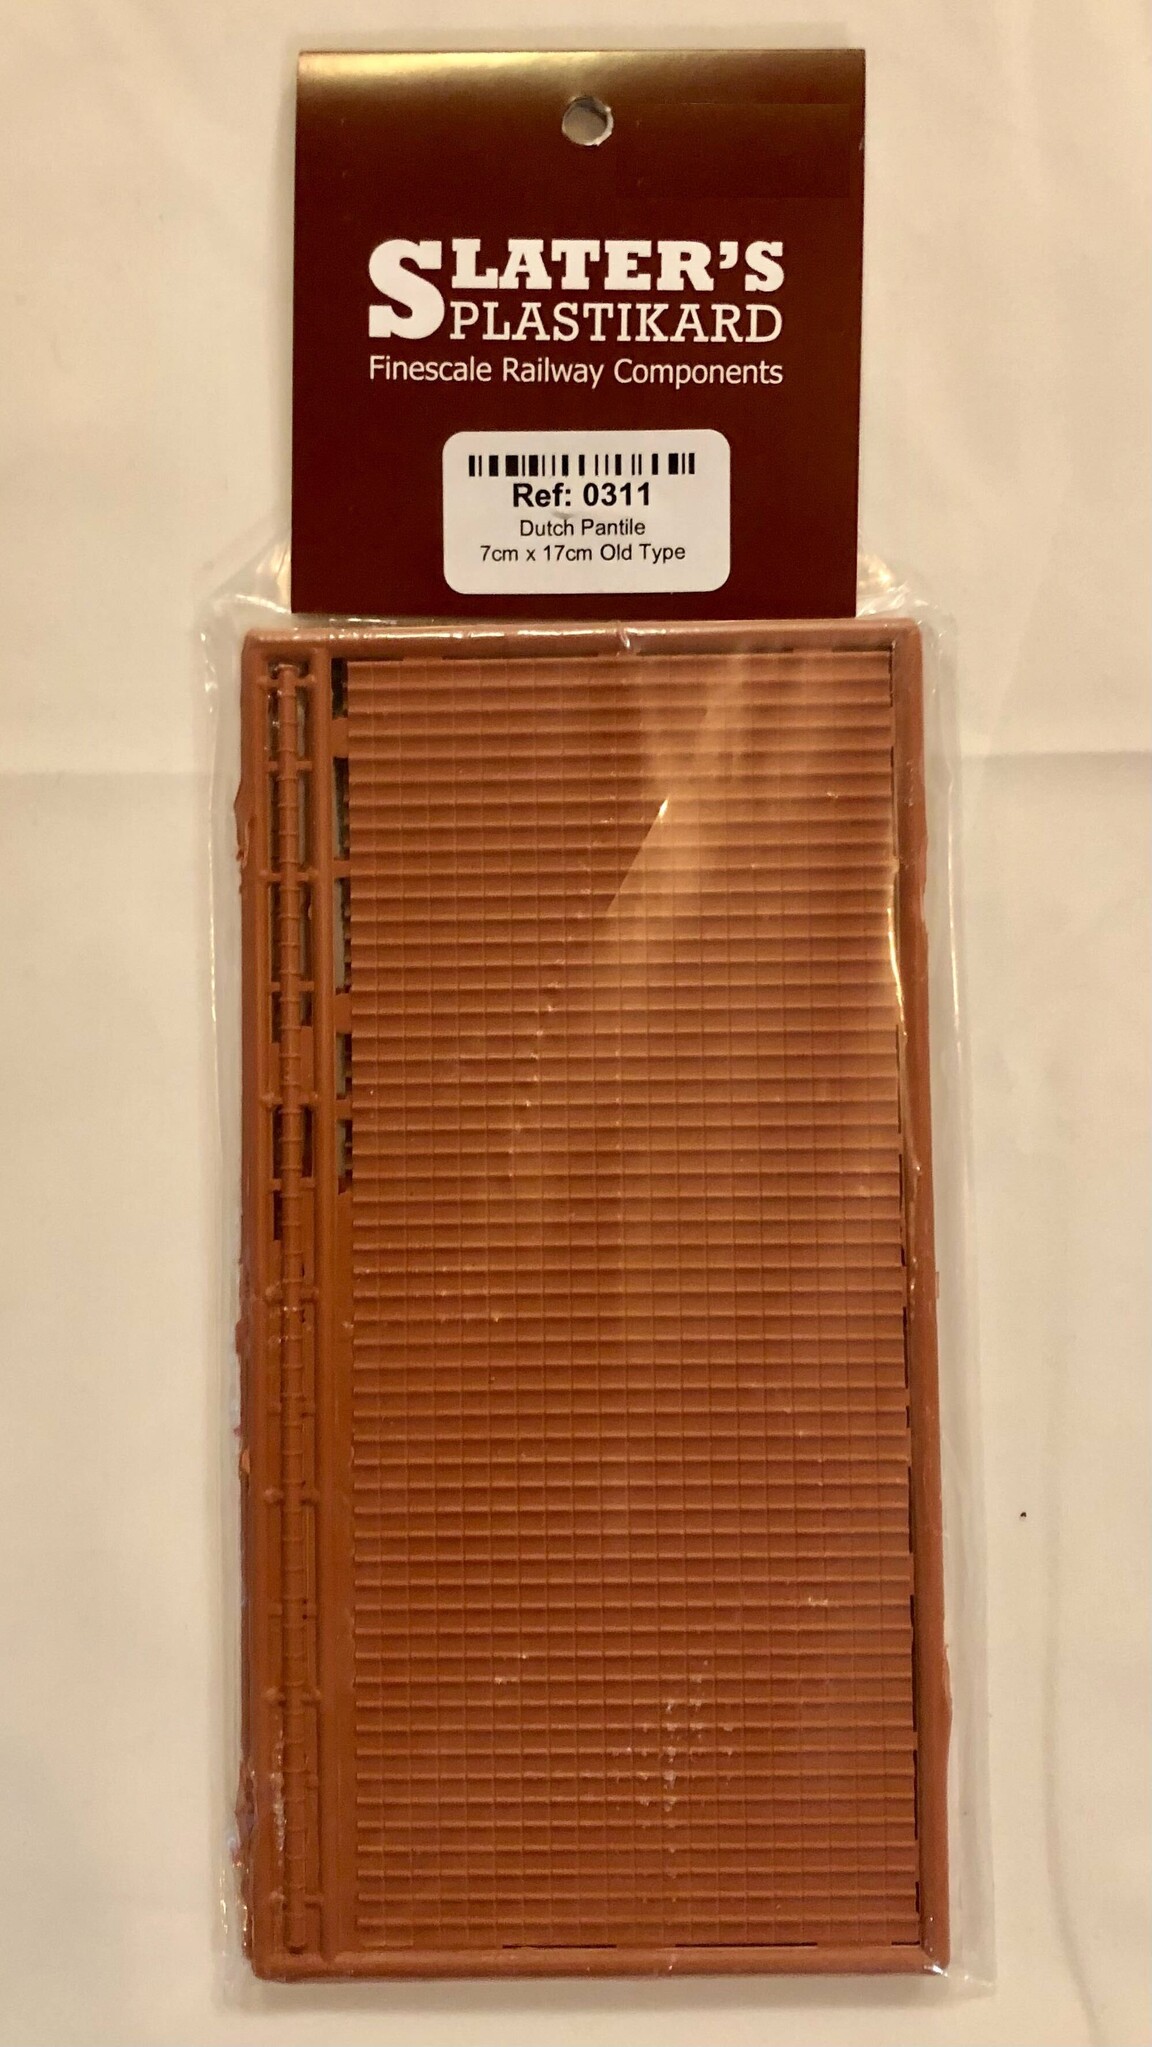 SLATER'S
PLASTIKARD
Finescale Railway Components
Ref: 0311
Dutch Pantile
7cm x 17cm Old Type